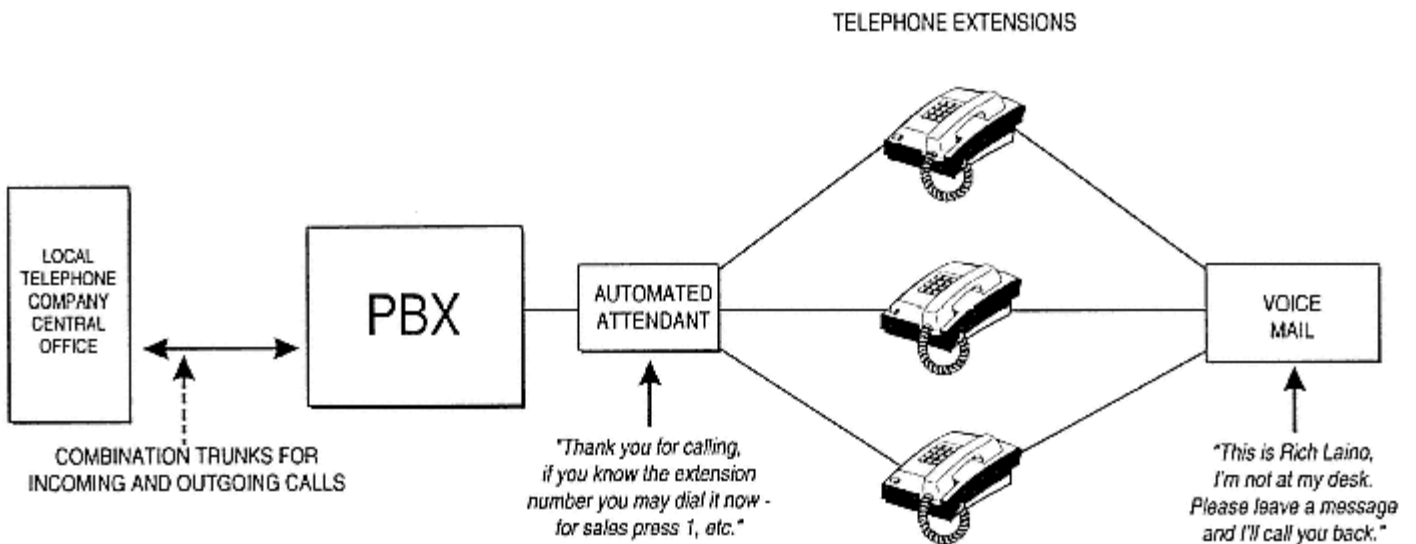 TELEPHONE EXTENSIONS
LOCAL
TELEPHONE
COMPANY
CENTRAL
OFFICE
PBX
AUTOMATED
ATTENDANT
VOICE
MAIL
COMBINATION TRUNKS FOR
INCOMING AND OUTGOING CALLS
"Thank you for calling,
if you know the extension
number you may dial it now -
for sales press 1, etc."
"This is Rich Laino,
I'm not at my desk.
Please leave a message
and I'll call you back."